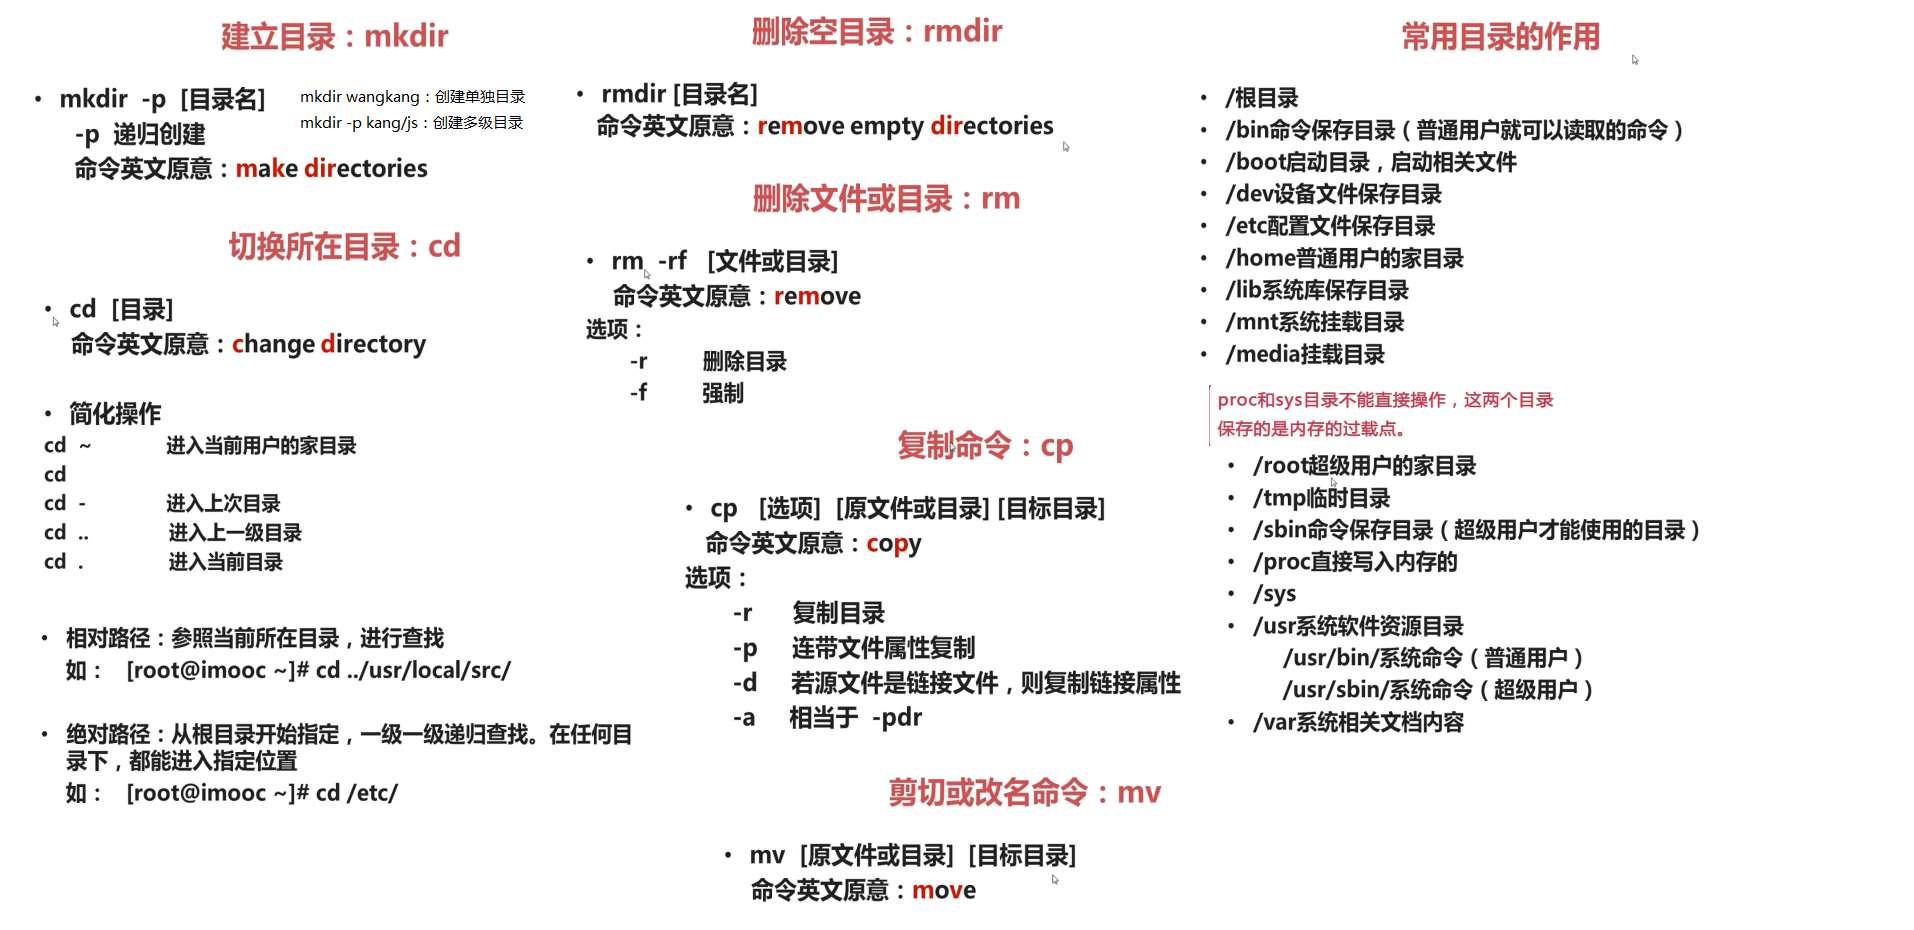 建立目录：mkdir
• mkdir -p [目录名]
-p 递归创建
命令英文原意：make directories
mkdir wangkang：创建单独目录
mkdir -p kang/js：创建多级目录
切换所在目录：cd
• cd [目录]
命令英文原意：change directory
• 简化操作
cd ~ 进入当前用户的家目录
cd
cd - 进入上次目录
cd .. 进入上一级目录
cd . 进入当前目录
• 相对路径：参照当前所在目录，进行查找
如： [root@imooc ~]# cd ../usr/local/src/
• 绝对路径：从根目录开始指定，一级一级递归查找。在任何目
录下，都能进入指定位置
如： [root@imooc ~]# cd /etc/
删除空目录：rmdir
• rmdir [目录名]
命令英文原意：remove empty directories
删除文件或目录：rm
• rm -rf [文件或目录]
命令英文原意：remove
选项：
-r 删除目录
-f 强制
复制命令：cp
• cp [选项] [原文件或目录] [目标目录]
命令英文原意：copy
选项：
-r 复制目录
-p 连带文件属性复制
-d 若源文件是链接文件，则复制链接属性
-a 相当于 -pdr
剪切或改名命令：mv
• mv [原文件或目录] [目标目录]
命令英文原意：move
常用目录的作用
• /根目录
• /bin命令保存目录（普通用户就可以读取的命令）
• /boot启动目录，启动相关文件
• /dev设备文件保存目录
• /etc配置文件保存目录
• /home普通用户的家目录
• /lib系统库保存目录
• /mnt系统挂载目录
• /media挂载目录
proc和sys目录不能直接操作，这两个目录
保存的是内存的过载点。
• /root超级用户的家目录
• /tmp临时目录
• /sbin命令保存目录（超级用户才能使用的目录）
• /proc直接写入内存的
• /sys
• /usr系统软件资源目录
/usr/bin/系统命令（普通用户）
/usr/sbin/系统命令（超级用户）
• /var系统相关文档内容